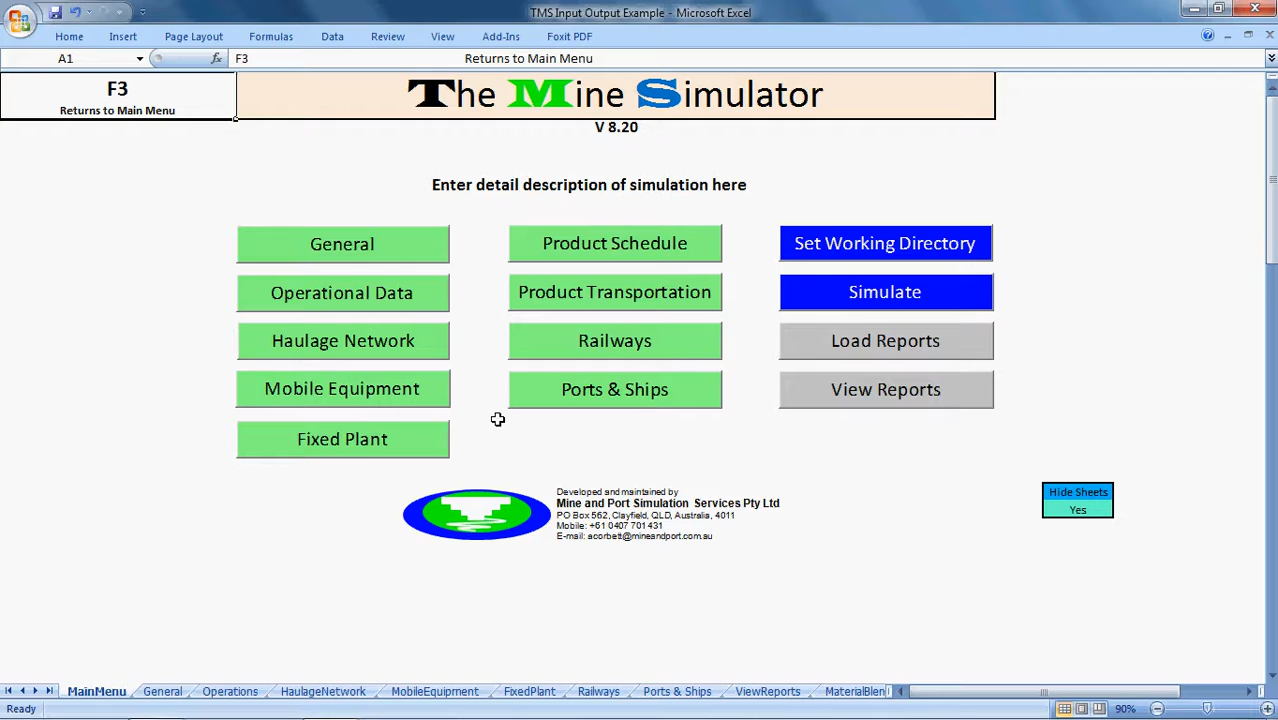 TMS Input Output Example - Microsoft Excel
Home Insert Page Layout Formulas Data Review View Add-Ins Foxit PDF
A1 fx F3 Returns to Main Menu
F3
Returns to Main Menu
The Mine Simulator
V 8.20
Enter detail description of simulation here
General Product Schedule Set Working Directory
Operational Data Product Transportation Simulate
Haulage Network Railways Load Reports
Mobile Equipment Ports & Ships View Reports
Fixed Plant
Developed and maintained by
Mine and Port Simulation Services Pty Ltd
PO Box 562, Clayfield, QLD, Australia, 4011
Mobile: +61 0407 701 431
E-mail: acorbett@mineandport.com.au
Hide Sheets
Yes
MainMenu General Operations HaulageNetwork MobileEquipment FixedPlant Railways Ports & Ships ViewReports MaterialBlen
Ready 90%